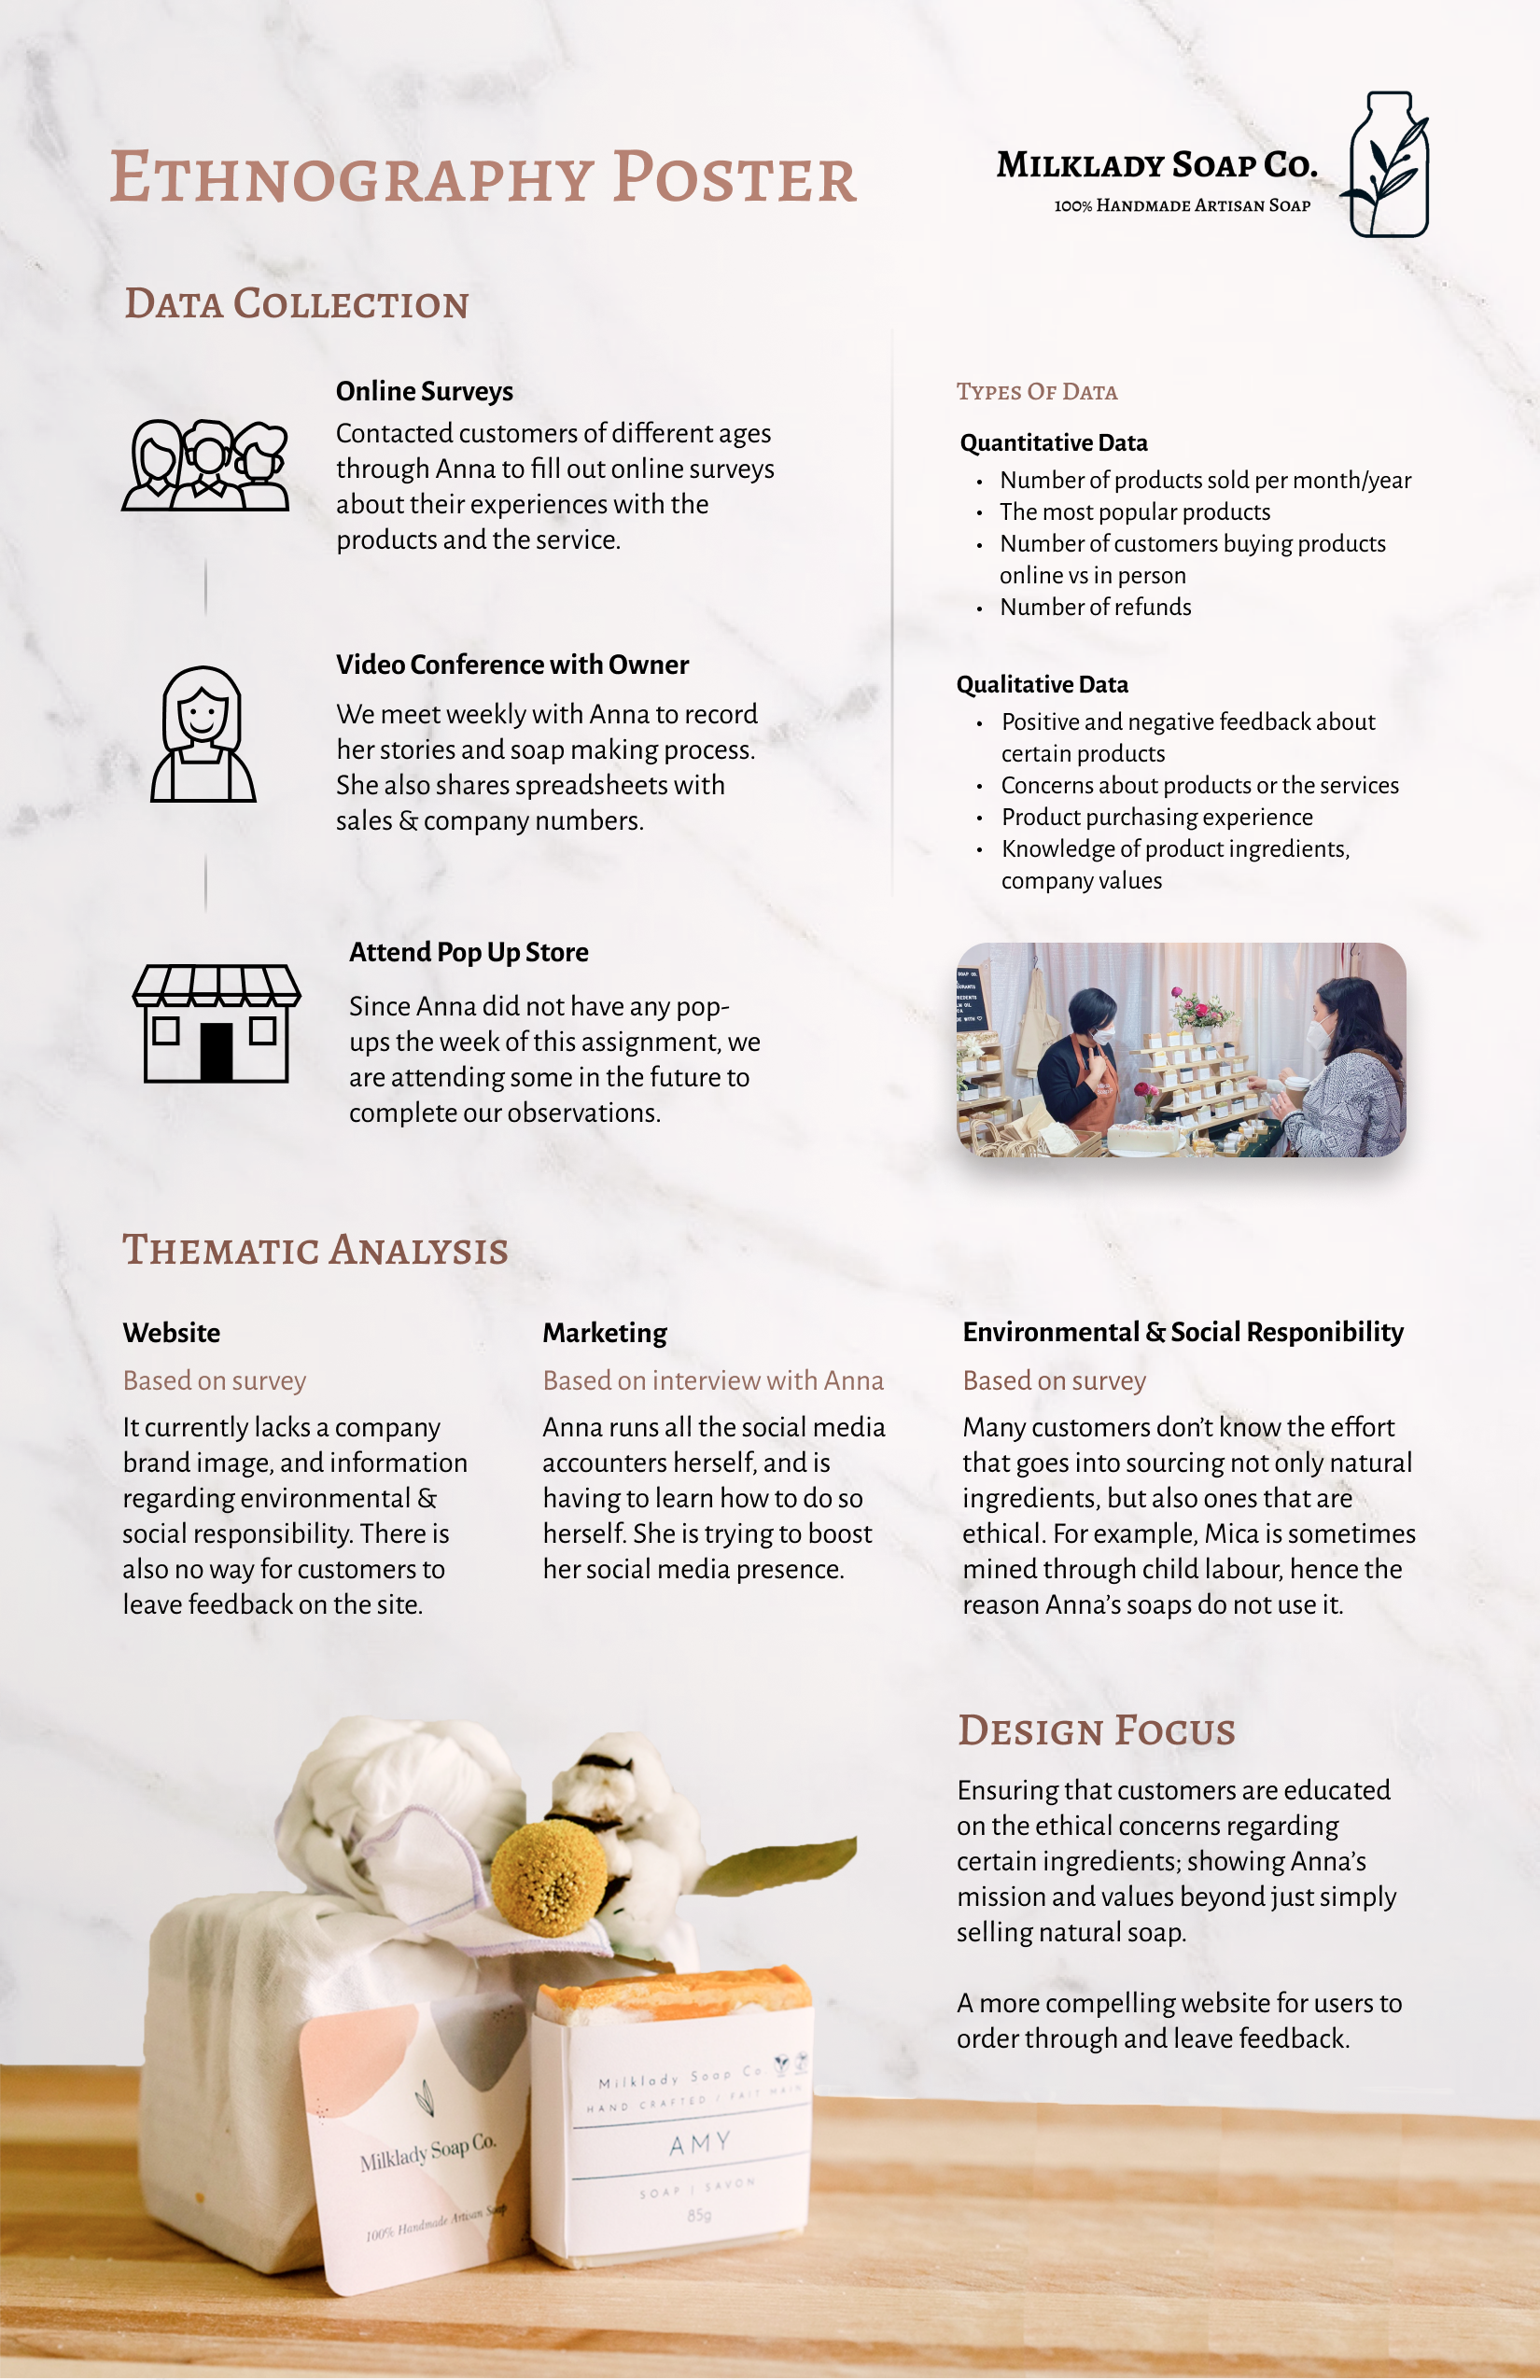 Ethnography Poster
Milklady Soap Co.
100% Handmade Artisan Soap
Data Collection
Online Surveys
Contacted customers of different ages
through Anna to fill out online surveys
about their experiences with the
products and the service.
Video Conference with Owner
We meet weekly with Anna to record
her stories and soap making process.
She also shares spreadsheets with
sales & company numbers.
Attend Pop Up Store
Since Anna did not have any pop-
ups the week of this assignment, we
are attending some in the future to
complete our observations.
Types Of Data
Quantitative Data
• Number of products sold per month/year
• The most popular products
• Number of customers buying products
online vs in person
• Number of refunds
Qualitative Data
• Positive and negative feedback about
certain products
• Concerns about products or the services
• Product purchasing experience
• Knowledge of product ingredients,
company values
Thematic Analysis
Website
Based on survey
It currently lacks a company
brand image, and information
regarding environmental &
social responsibility. There is
also no way for customers to
leave feedback on the site.
Marketing
Based on interview with Anna
Anna runs all the social media
accounters herself, and is
having to learn how to do so
herself. She is trying to boost
her social media presence.
Environmental & Social Responibility
Based on survey
Many customers don't know the effort
that goes into sourcing not only natural
ingredients, but also ones that are
ethical. For example, Mica is sometimes
mined through child labour, hence the
reason Anna's soaps do not use it.
Design Focus
Ensuring that customers are educated
on the ethical concerns regarding
certain ingredients; showing Anna's
mission and values beyond just simply
selling natural soap.
A more compelling website for users to
order through and leave feedback.
Milklady Soap Co.
100% Handmade Artisan Soap
Milklady Soap Co.
HAND CRAFTED / FAIT MAIN
AMY
SOAP | SAVON
85g